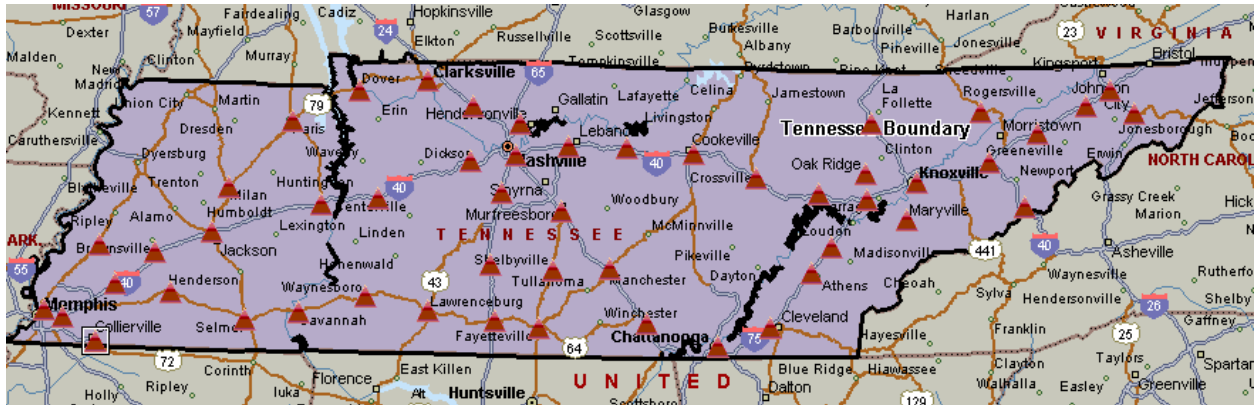 MISSOURI
57
Fairdealing
Cadiz
Hopkinsville
Glasgow
Burkesville
Harlan
VIRGINIA
Dexter
Mayfield
24
Elkton
Russellville
Scottsville
Albany
Barbourville
Pineville
Jonesville
23
Bristol
Malden
Clinton
Murray
65
Tompkinsville
Kingsport
New
Madrid
Dover
Clarksville
Celina
Jamestown
La
Follette
Rogersville
Johnson
City
Kennett
Union City
Martin
79
Erin
Hendersonville
Gallatin
Lafayette
Livingston
Tennessee Boundary
Morristown
Jonesborough
Caruthersville
Dresden
Paris
Lebanon
Clinton
Greeneville
Erwin
Dyersburg
Waverly
Dickson
Nashville
40
Cookeville
Oak Ridge
NORTH CAROL
Blytheville
Trenton
Milan
Huntingdon
40
Smyrna
Crossville
Knoxville
Newport
Grassy Creek
Ripley
Alamo
Humboldt
Centerville
Murfreesboro
Woodbury
Maryville
Marion
Hick
ARK.
Brownsville
Jackson
Lexington
Linden
TENNESSEE
McMinnville
Loudon
55
40
Henderson
Hohenwald
43
Shelbyville
Manchester
Pikeville
Dayton
Madisonville
441
40
Asheville
Memphis
Waynesboro
Tullahoma
Athens
Cheoah
Waynesville
Rutherfo
Collierville
Selmer
Savannah
Lawrenceburg
Winchester
Cleveland
Sylva
Hendersonville
26
Shelby
Fayetteville
64
Chattanooga
75
Hayesville
Franklin
25
Gaffney
72
Corinth
Florence
East Killen
UNITED
Blue Ridge
Hiawassee
Clayton
Taylors
Spartan
Holly
Ripley
Iuka
Alt
Huntsville
Scottsboro
Dalton
129
Walhalla
Easley
Greenville